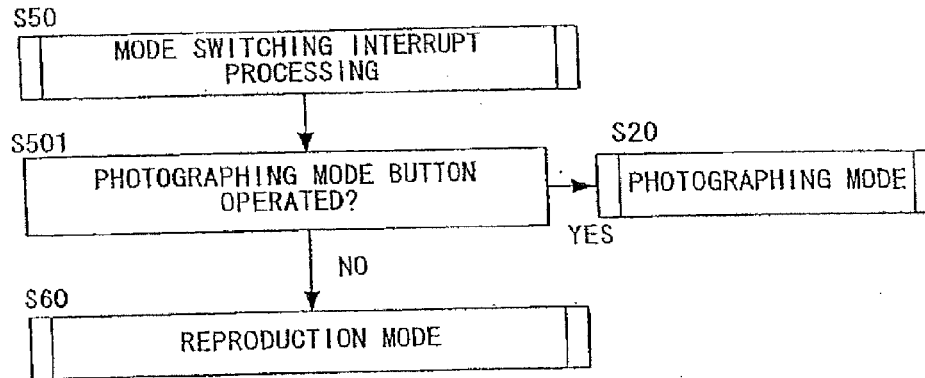 S50
MODE SWITCHING INTERRUPT
PROCESSING
S501
PHOTOGRAPHING MODE BUTTON
OPERATED?
S20
PHOTOGRAPHING MODE
YES
NO
S60
REPRODUCTION MODE